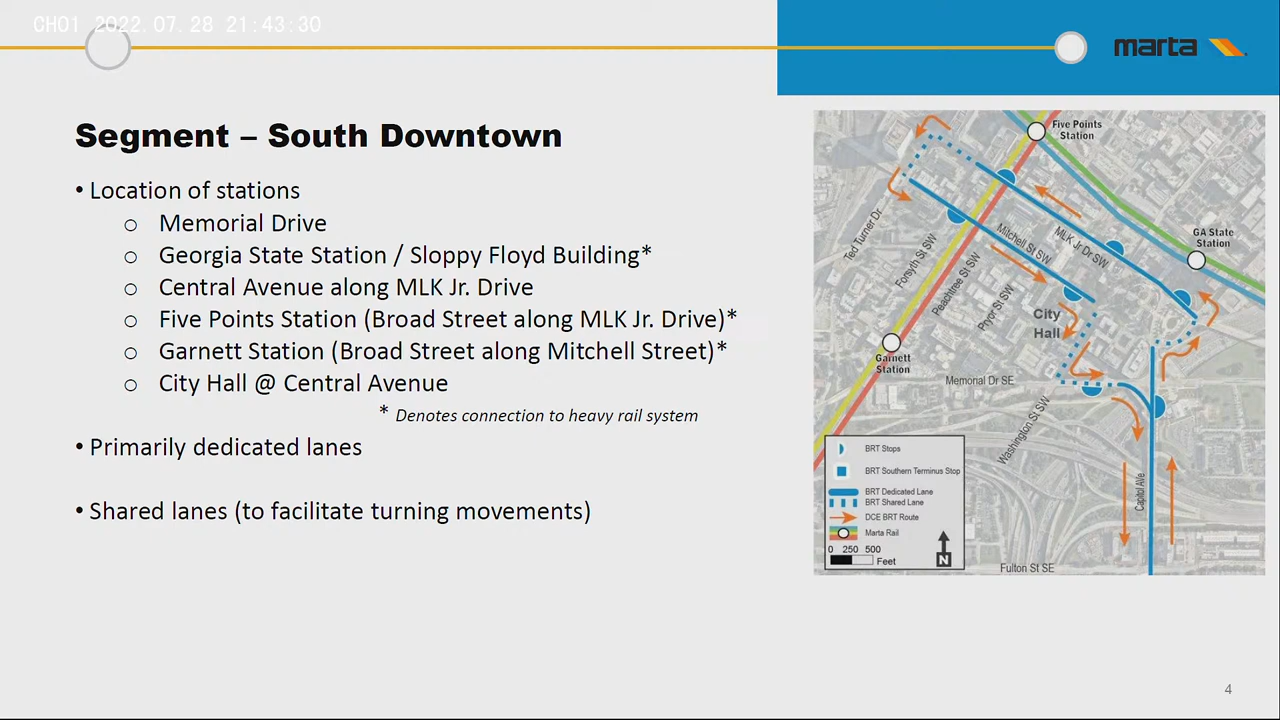 CH01 2022.07.28 21:43:30
marta
Segment – South Downtown
• Location of stations
o Memorial Drive
o Georgia State Station / Sloppy Floyd Building*
o Central Avenue along MLK Jr. Drive
o Five Points Station (Broad Street along MLK Jr. Drive)*
o Garnett Station (Broad Street along Mitchell Street)*
o City Hall @ Central Avenue
* Denotes connection to heavy rail system
• Primarily dedicated lanes
• Shared lanes (to facilitate turning movements)
Five Points
Station
GA State
Station
Ted Turner Dr
Forsyth St SW
Peachtree St SW
Pryor St SW
Mitchell St SW
MLK Jr Dr SW
City
Hall
Garnett
Station
Memorial Dr SE
Washington St SW
Capitol AVe
Fulton St SE
BRT Stops
BRT Southern Terminus Stop
BRT Dedicated Lane
BRT Shared Lane
DCE BRT Route
Marta Rail
0 250 500
Feet
N
4